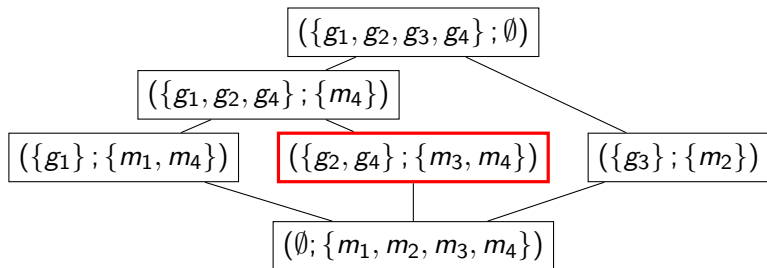 ({g₁, g₂, g₃, g₄} ; ∅)
({g₁, g₂, g₄} ; {m₄})
({g₁} ; {m₁, m₄})
({g₂, g₄} ; {m₃, m₄})
({g₃} ; {m₂})
(∅; {m₁, m₂, m₃, m₄})